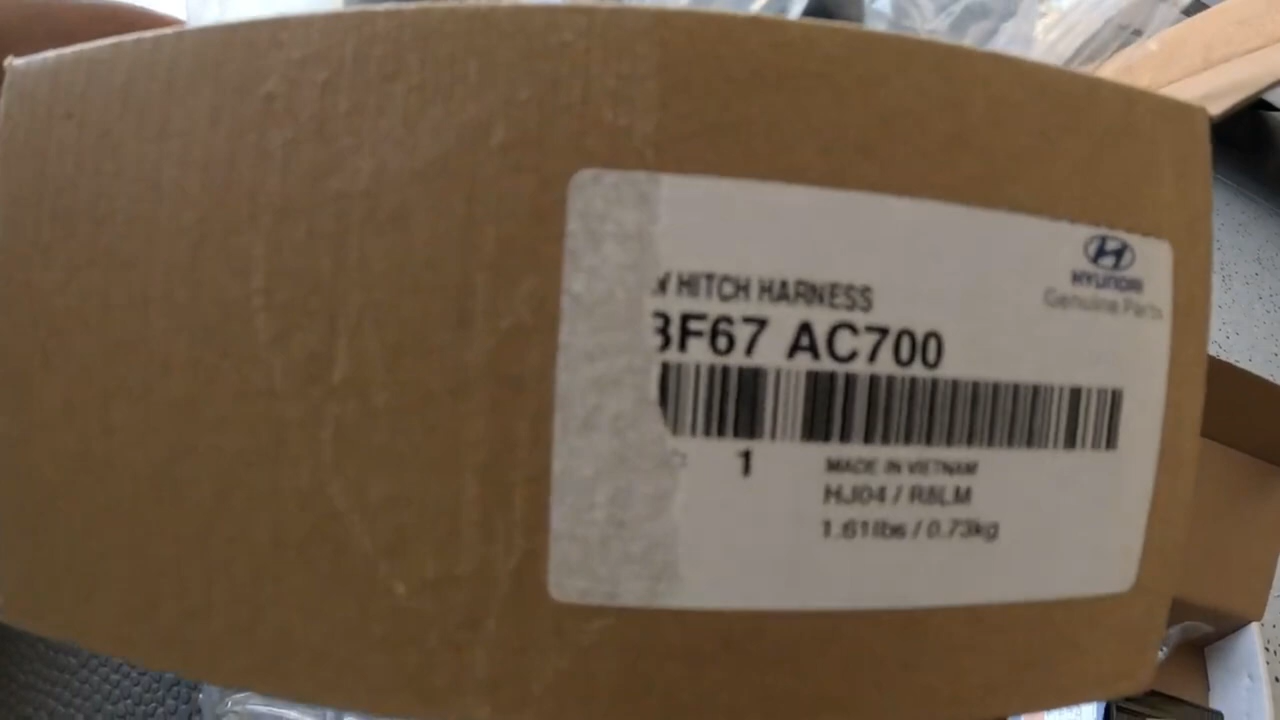 HYUNDAI
Genuine Parts
HITCH HARNESS
3F67 AC700
1
MADE IN VIETNAM
HJ04 / R8LM
1.61lbs / 0.73kg